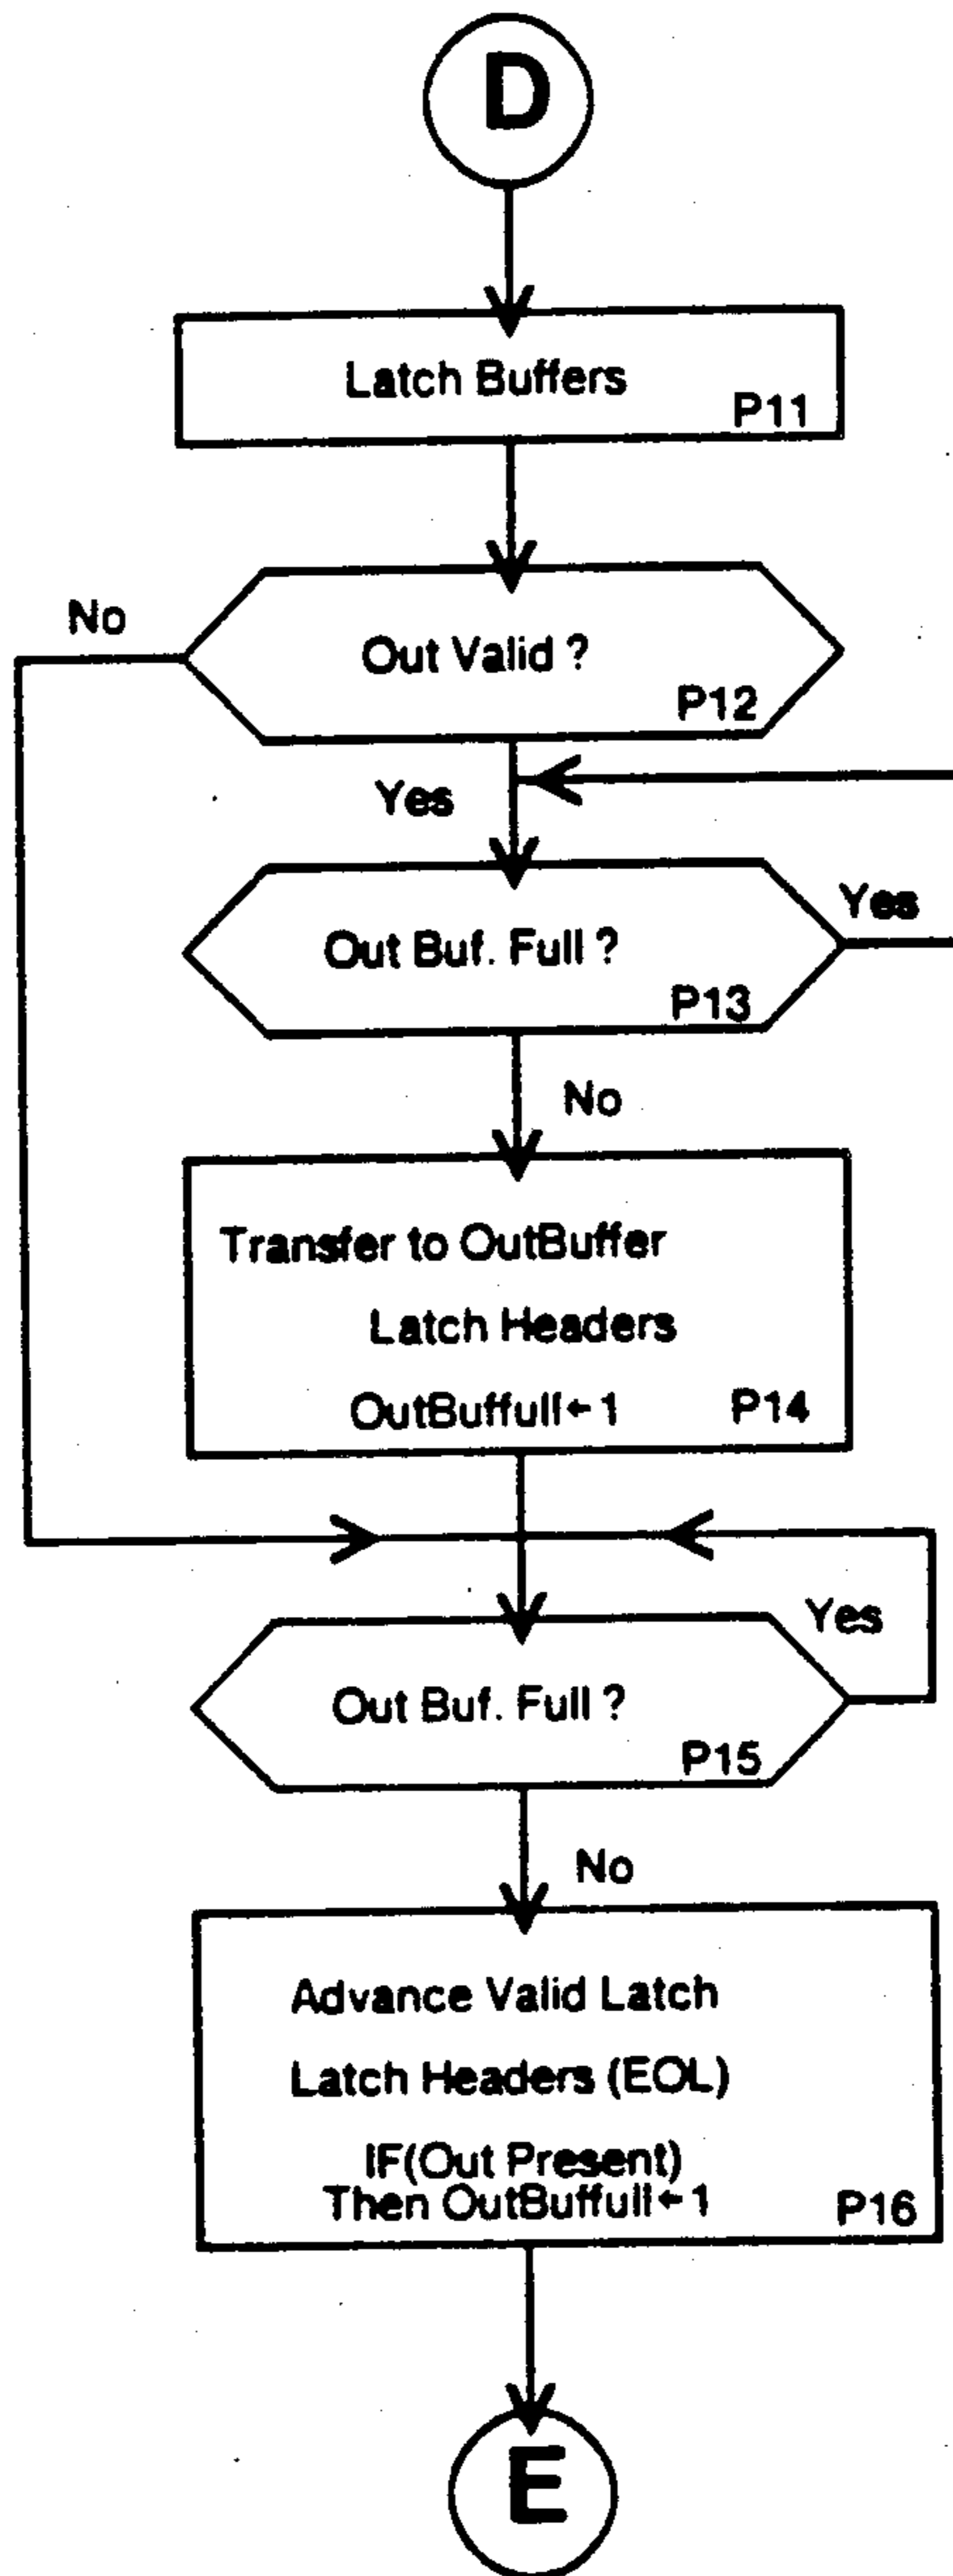 D
Latch Buffers
P11
No
Out Valid ?
P12
Yes
Out Buf. Full ?
Yes
P13
No
Transfer to OutBuffer
Latch Headers
OutBuffull←1
P14
Yes
Out Buf. Full ?
P15
No
Advance Valid Latch
Latch Headers (EOL)
IF(Out Present)
Then OutBuffull←1
P16
E